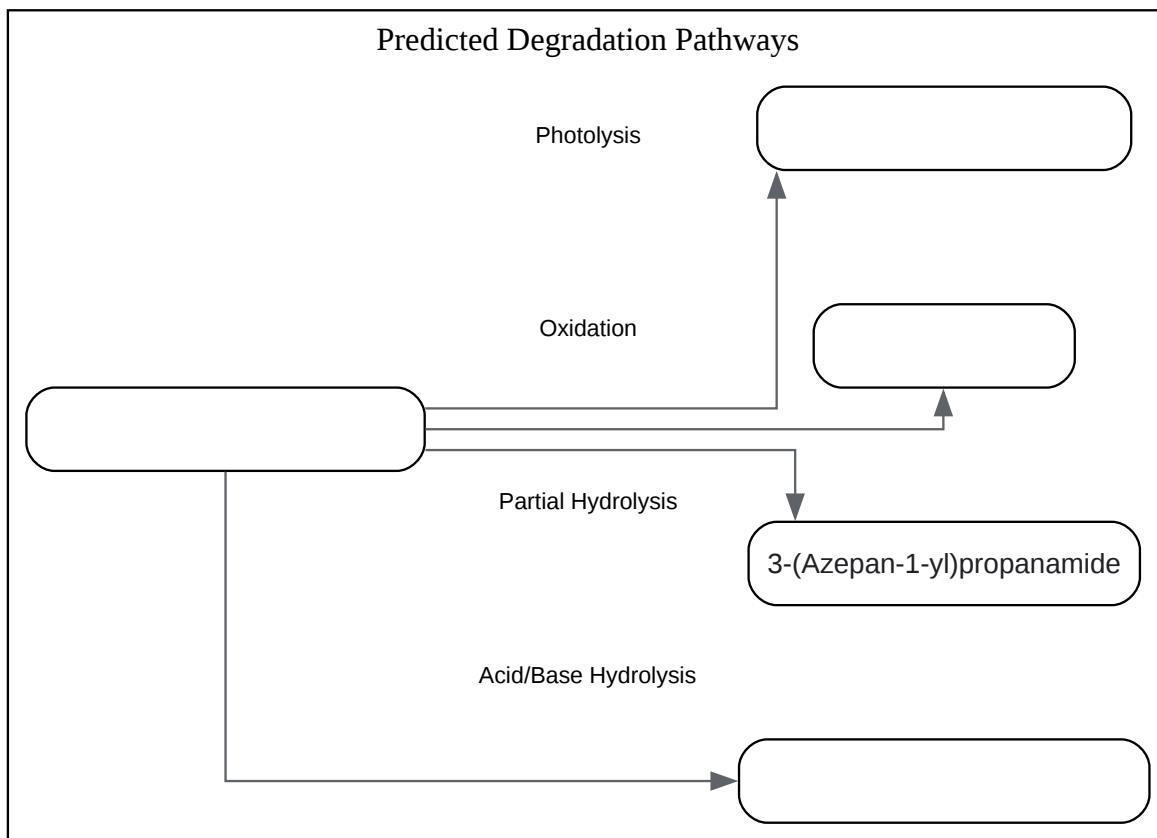 Predicted Degradation Pathways
Photolysis
Oxidation
Partial Hydrolysis
3-(Azepan-1-yl)propanamide
Acid/Base Hydrolysis